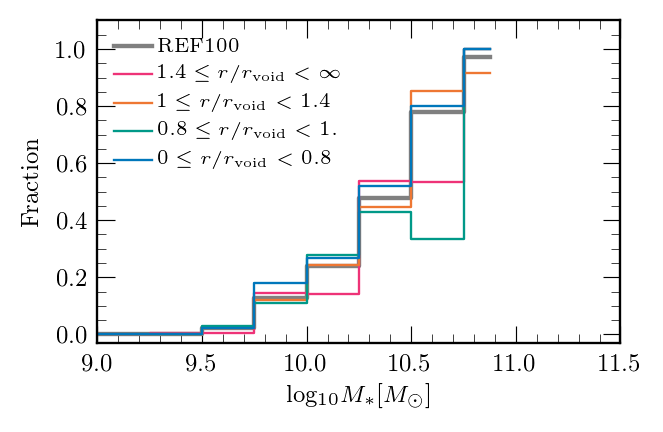 REF100
1.4 ≤ r/r_void < ∞
1 ≤ r/r_void < 1.4
0.8 ≤ r/r_void < 1.
0 ≤ r/r_void < 0.8
Fraction
1.0
0.8
0.6
0.4
0.2
0.0
9.0 9.5 10.0 10.5 11.0 11.5
log₁₀M_*[M_⊙]